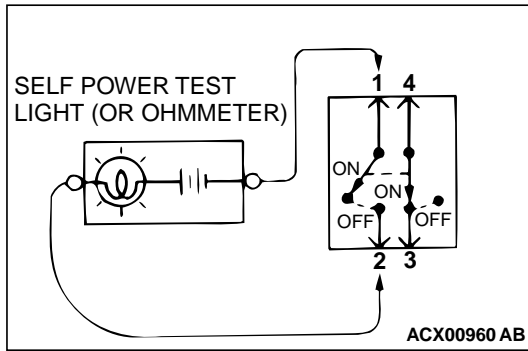 SELF POWER TEST
LIGHT (OR OHMMETER)
1 4
ON
ON
OFF
OFF
2 3
ACX00960 AB